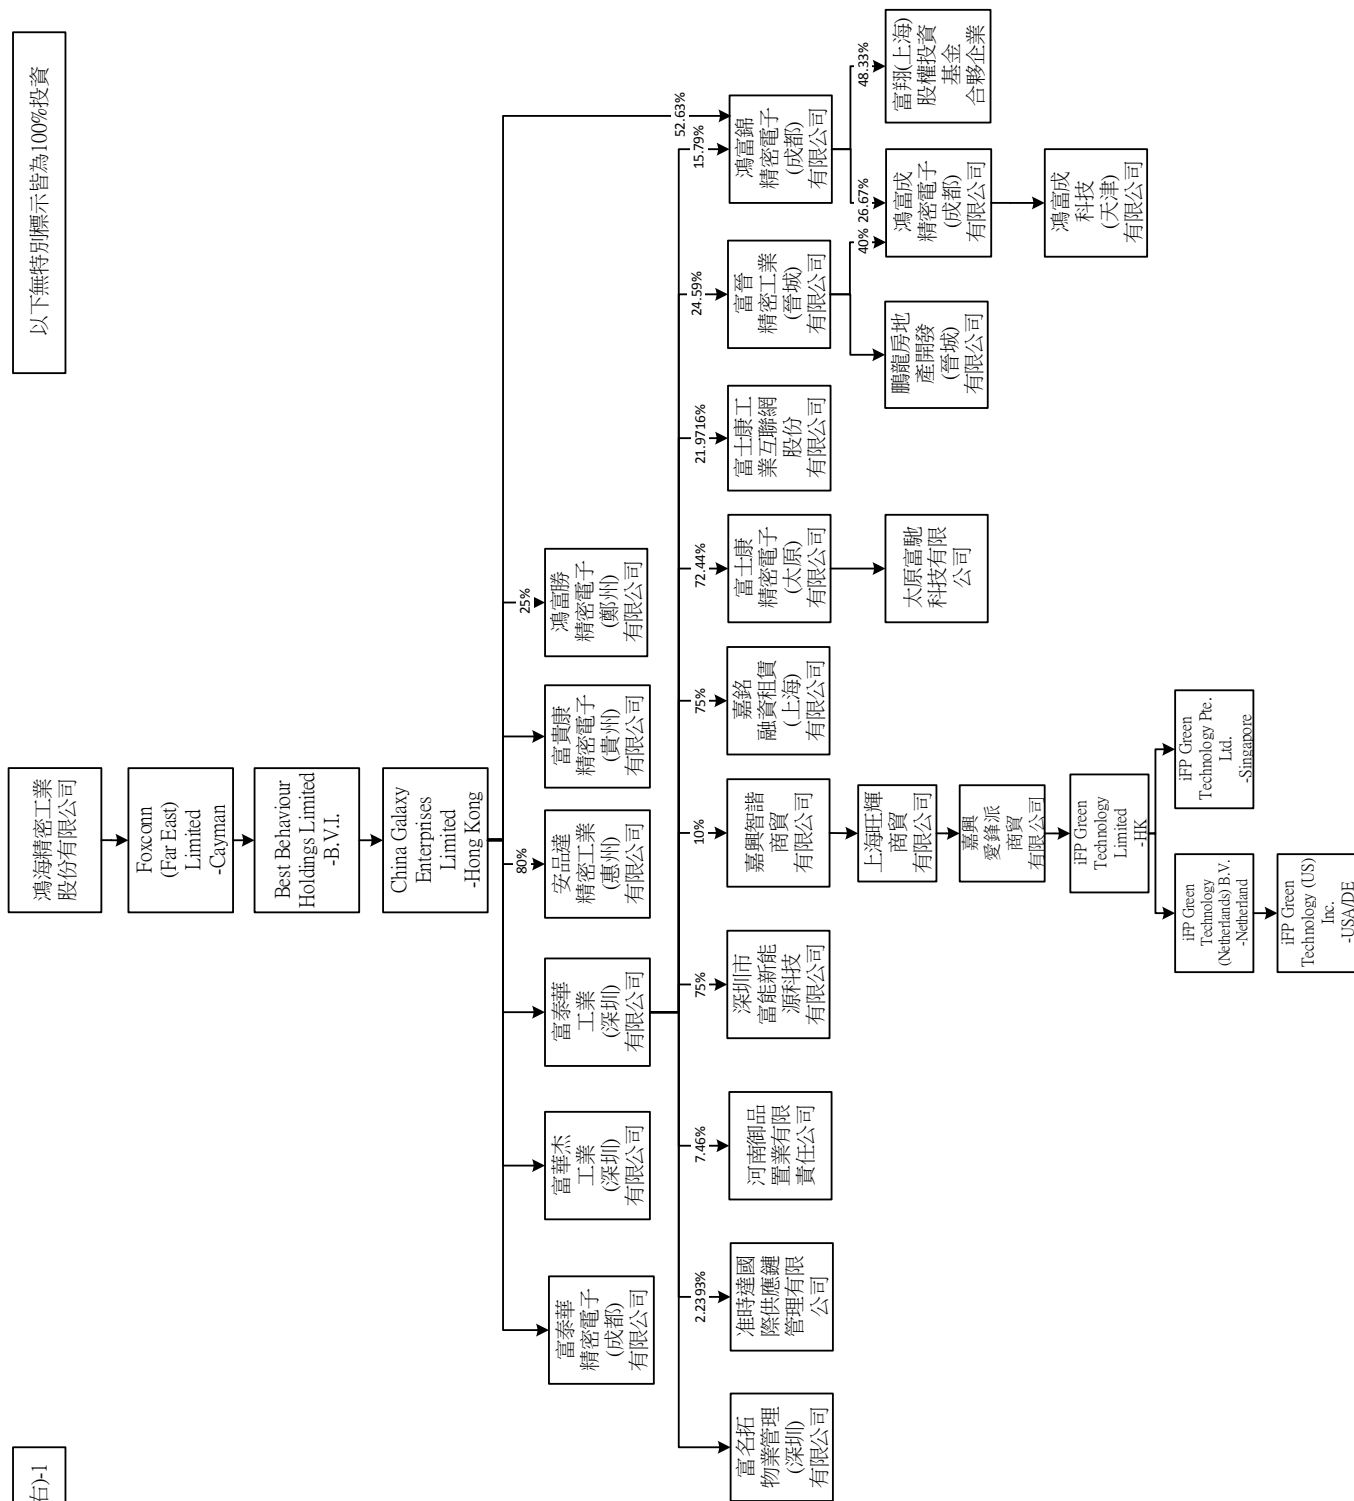 右)-1
以下無特別標示皆為100%投資
鴻海精密工業
股份有限公司
Foxconn
(Far East)
Limited
-Cayman
Best Behaviour
Holdings Limited
-B.V.I.
China Galaxy
Enterprises
Limited
-Hong Kong
富泰華
精密電子
(成都)
有限公司
富華杰
工業
(深圳)
有限公司
富泰華
工業
(深圳)
有限公司
80%
安品達
精密工業
(惠州)
有限公司
富貴康
精密電子
(貴州)
有限公司
25%
鴻富勝
精密電子
(鄭州)
有限公司
富名拓
物業管理
(深圳)
有限公司
2.2393%
准時達國
際供應鏈
管理有限
公司
7.46%
河南御品
置業有限
責任公司
75%
深圳市
富能新能
源科技
有限公司
10%
嘉興智諧
商貿
有限公司
75%
嘉銘
融資租賃
(上海)
有限公司
72.44%
富士康
精密電子
(太原)
有限公司
21.9716%
富士康工
業互聯網
股份
有限公司
24.59%
富晉
精密工業
(晉城)
有限公司
15.79%
52.63%
鴻富錦
精密電子
(成都)
有限公司
上海旺輝
商貿
有限公司
太原富馳
科技有限
公司
鵬龍房地
產開發
(晉城)
有限公司
40%
26.67%
鴻富成
精密電子
(成都)
有限公司
48.33%
富翔(上海)
股權投資
基金
合夥企業
嘉興
愛鋒派
商貿
有限公司
鴻富成
科技
(天津)
有限公司
iFP Green
Technology
Limited
-HK
iFP Green
Technology
(Netherlands) B.V.
-Netherland
iFP Green
Technology Pte.
Ltd.
-Singapore
iFP Green
Technology (US)
Inc.
-USA/DE